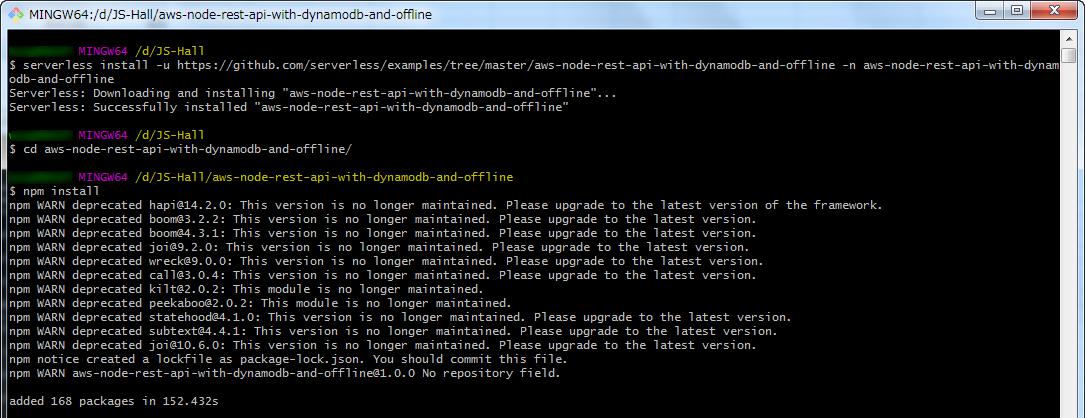 MINGW64:/d/JS-Hall/aws-node-rest-api-with-dynamodb-and-offline
MINGW64 /d/JS-Hall
$ serverless install -u https://github.com/serverless/examples/tree/master/aws-node-rest-api-with-dynamodb-and-offline -n aws-node-rest-api-with-dynam
odb-and-offline
Serverless: Downloading and installing "aws-node-rest-api-with-dynamodb-and-offline"...
Serverless: Successfully installed "aws-node-rest-api-with-dynamodb-and-offline"
MINGW64 /d/JS-Hall
$ cd aws-node-rest-api-with-dynamodb-and-offline/
MINGW64 /d/JS-Hall/aws-node-rest-api-with-dynamodb-and-offline
$ npm install
npm WARN deprecated hapi@14.2.0: This version is no longer maintained. Please upgrade to the latest version of the framework.
npm WARN deprecated boom@3.2.2: This version is no longer maintained. Please upgrade to the latest version.
npm WARN deprecated boom@4.3.1: This version is no longer maintained. Please upgrade to the latest version.
npm WARN deprecated joi@9.2.0: This version is no longer maintained. Please upgrade to the latest version.
npm WARN deprecated wreck@9.0.0: This version is no longer maintained. Please upgrade to the latest version.
npm WARN deprecated call@3.0.4: This version is no longer maintained. Please upgrade to the latest version.
npm WARN deprecated kilt@2.0.2: This module is no longer maintained.
npm WARN deprecated peekaboo@2.0.2: This module is no longer maintained.
npm WARN deprecated statehood@4.1.0: This version is no longer maintained. Please upgrade to the latest version.
npm WARN deprecated subtext@4.4.1: This version is no longer maintained. Please upgrade to the latest version.
npm WARN deprecated joi@10.6.0: This version is no longer maintained. Please upgrade to the latest version.
npm notice created a lockfile as package-lock.json. You should commit this file.
npm WARN aws-node-rest-api-with-dynamodb-and-offline@1.0.0 No repository field.
added 168 packages in 152.432s